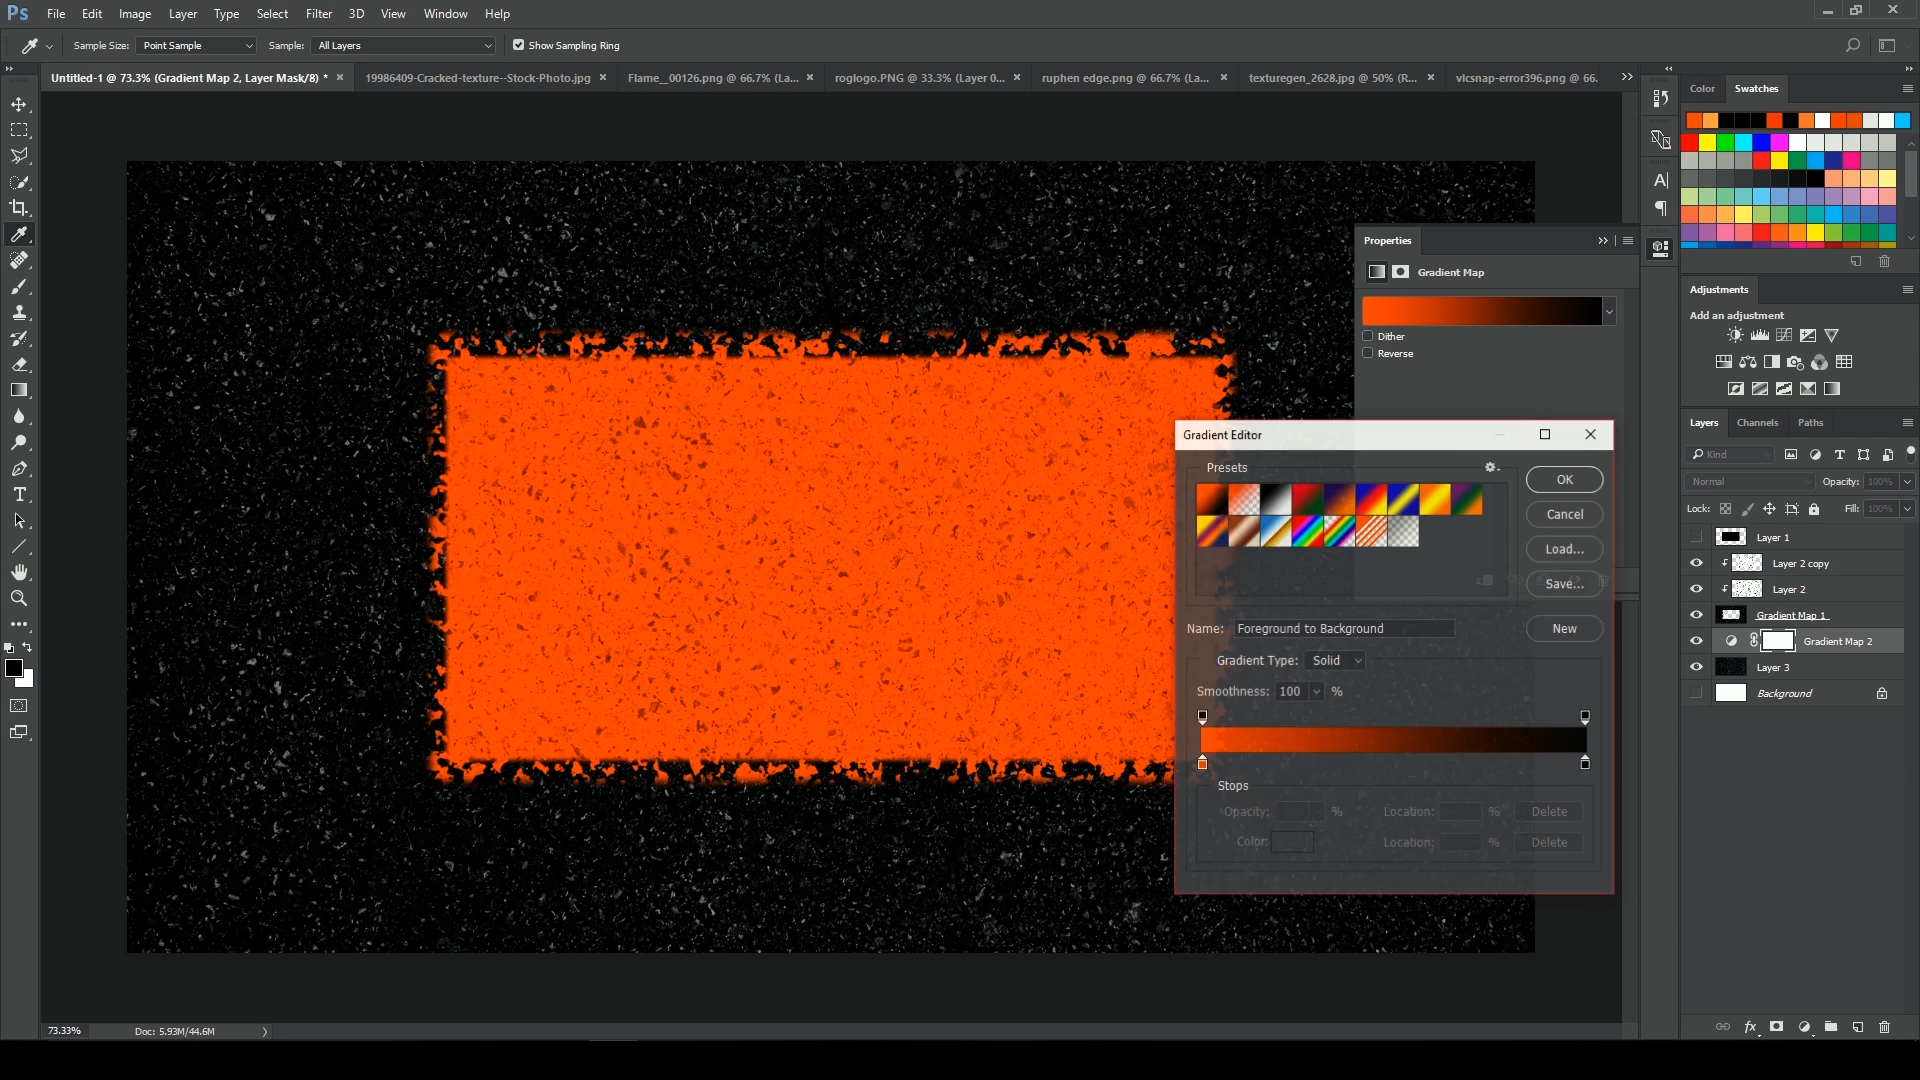 Ps File Edit Image Layer Type Select Filter 3D View Window Help
Sample Size: Point Sample Sample: All Layers Show Sampling Ring
Untitled-1 @ 73.3% (Gradient Map 2, Layer Mask/8) * 19986409-Cracked-texture--Stock-Photo.jpg Flame__00126.png @ 66.7% (La... roglogo.PNG @ 33.3% (Layer 0... ruphen edge.png @ 66.7% (La... texturegen_2628.jpg @ 50% (R... vlcsnap-error396.png @ 66.
Color Swatches
Properties
Gradient Map
Dither
Reverse
Adjustments
Add an adjustment
Gradient Editor
Presets
OK
Cancel
Load...
Save...
Name: Foreground to Background New
Gradient Type: Solid
Smoothness: 100 %
Stops
Opacity: % Location: % Delete
Color: Location: % Delete
Layers Channels Paths
Kind
Normal Opacity: 100%
Lock: Fill: 100%
Layer 1
Layer 2 copy
Layer 2
Gradient Map 1
Gradient Map 2
Layer 3
Background
fx
73.33% Doc: 5.93M/44.6M